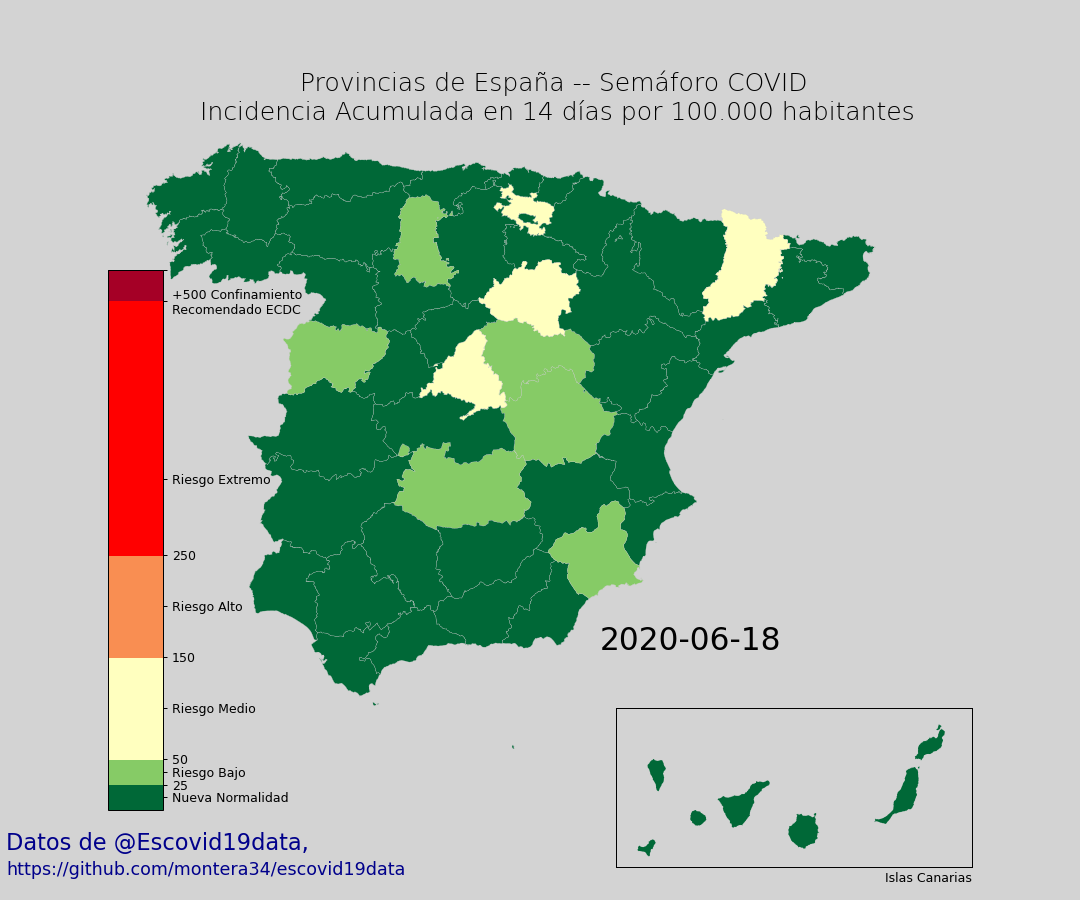 Provincias de España -- Semáforo COVID
Incidencia Acumulada en 14 días por 100.000 habitantes
+500 Confinamiento
Recomendado ECDC
Riesgo Extremo
250
Riesgo Alto
150
Riesgo Medio
50
Riesgo Bajo
25
Nueva Normalidad
2020-06-18
Islas Canarias
Datos de @Escovid19data,
https://github.com/montera34/escovid19data